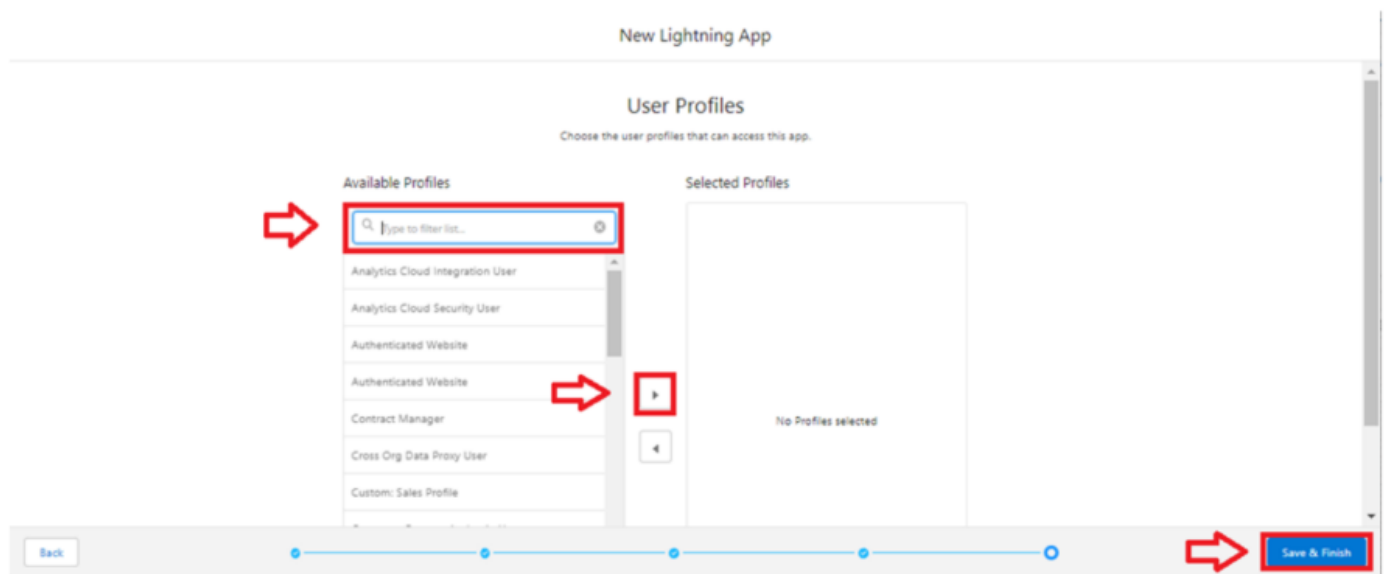 New Lightning App
User Profiles
Choose the user profiles that can access this app.
Available Profiles
Selected Profiles
Type to filter list...
Analytics Cloud Integration User
Analytics Cloud Security User
Authenticated Website
Authenticated Website
Contract Manager
Cross Org Data Proxy User
Custom: Sales Profile
No Profiles selected
Back
Save & Finish